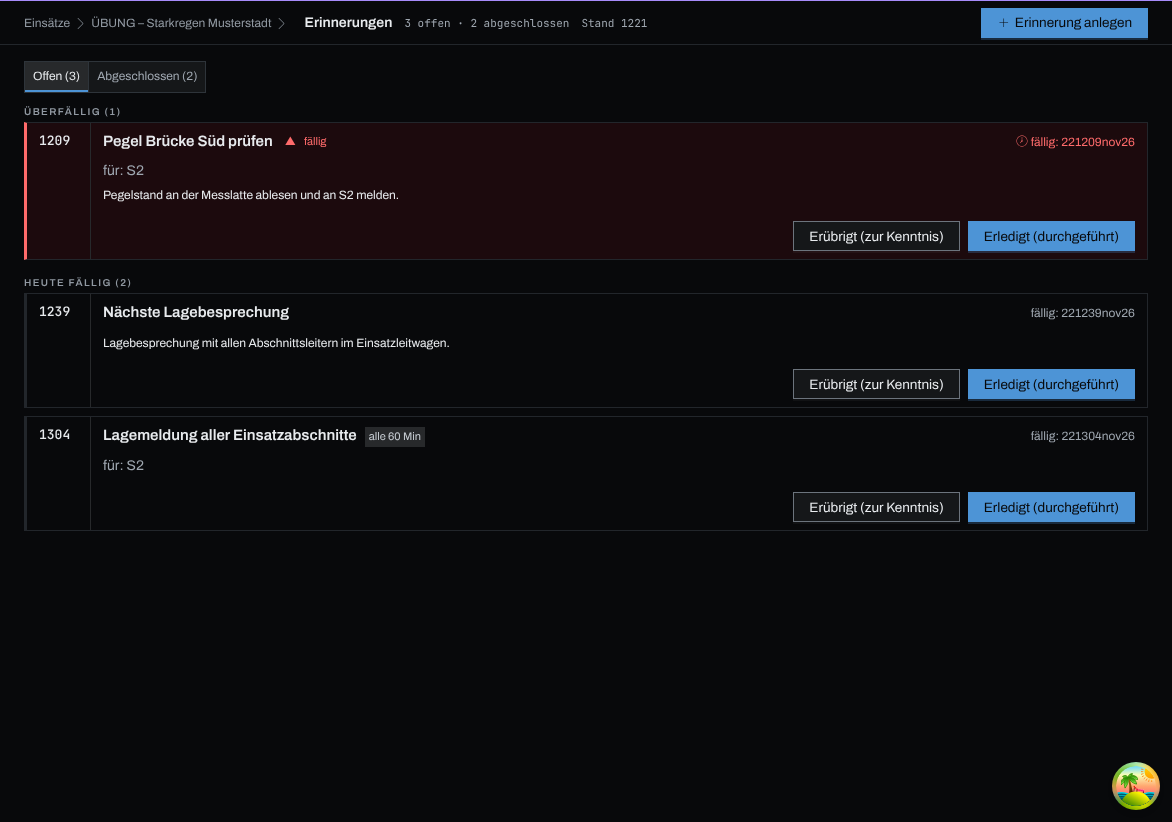 Einsätze > ÜBUNG – Starkregen Musterstadt > Erinnerungen 3 offen · 2 abgeschlossen Stand 1221
+ Erinnerung anlegen
Offen (3) Abgeschlossen (2)
ÜBERFÄLLIG (1)
1209 Pegel Brücke Süd prüfen ▲ fällig fällig: 221209nov26
für: S2
Pegelstand an der Messlatte ablesen und an S2 melden.
Erübrigt (zur Kenntnis) Erledigt (durchgeführt)
HEUTE FÄLLIG (2)
1239 Nächste Lagebesprechung fällig: 221239nov26
Lagebesprechung mit allen Abschnittsleitern im Einsatzleitwagen.
Erübrigt (zur Kenntnis) Erledigt (durchgeführt)
1304 Lagemeldung aller Einsatzabschnitte alle 60 Min fällig: 221304nov26
für: S2
Erübrigt (zur Kenntnis) Erledigt (durchgeführt)